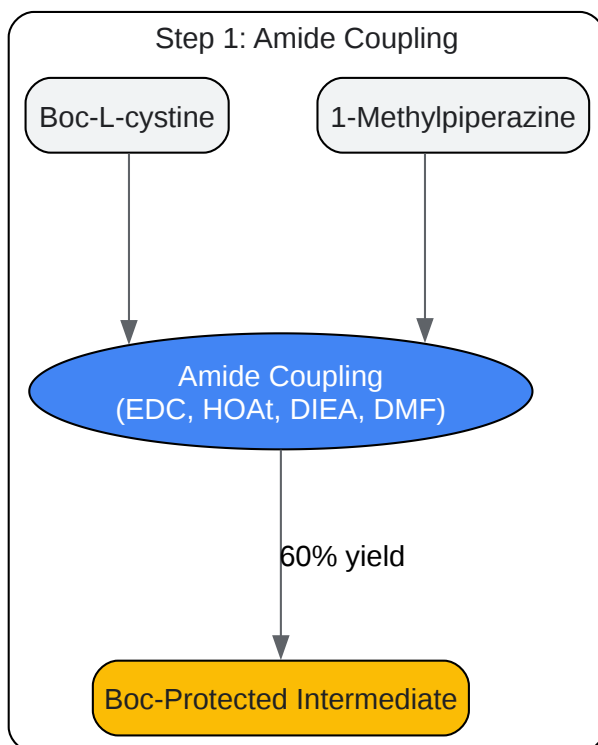 Step 1: Amide Coupling
Boc-L-cystine
1-Methylpiperazine
Amide Coupling
(EDC, HOAt, DIEA, DMF)
60% yield
Boc-Protected Intermediate